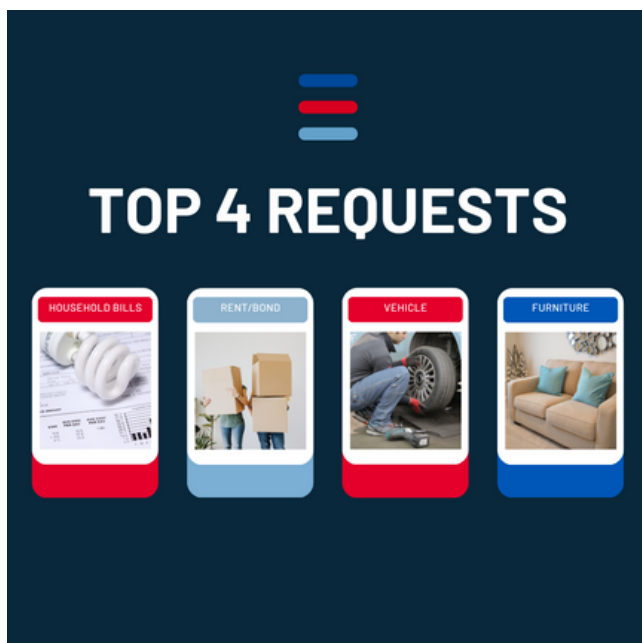 TOP 4 REQUESTS
HOUSEHOLD BILLS
RENT/BOND
VEHICLE
FURNITURE